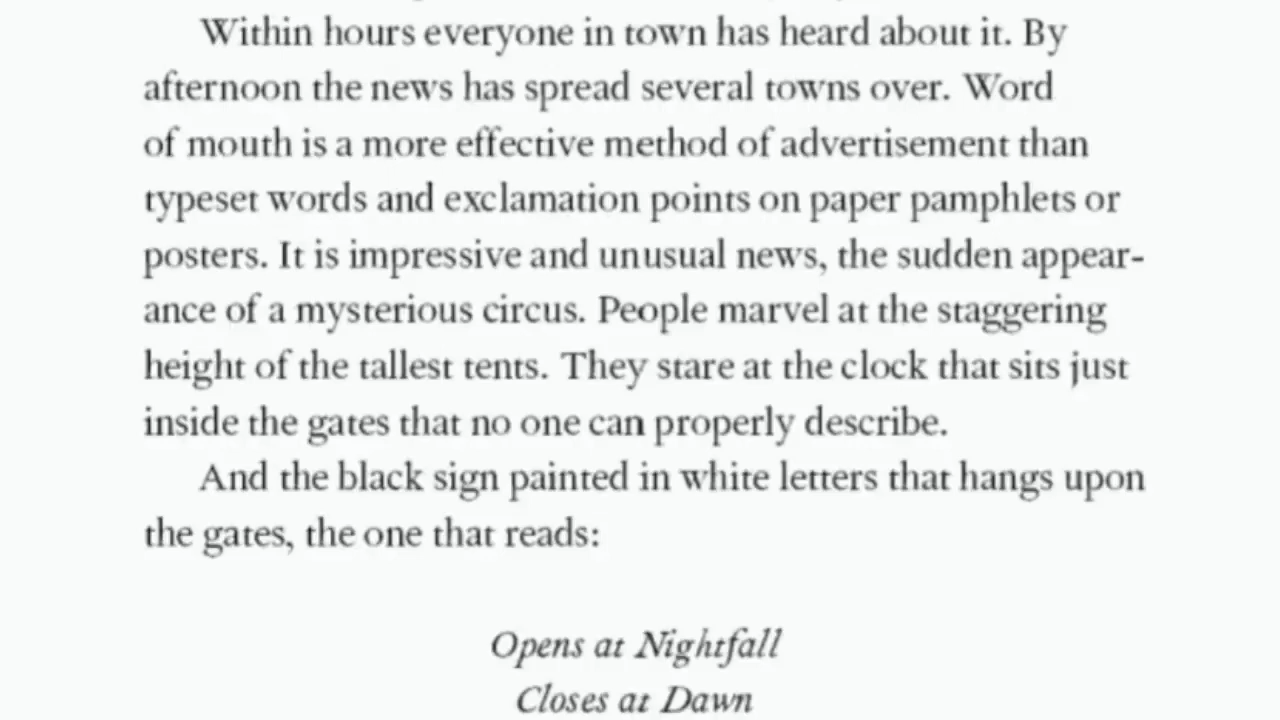 Within hours everyone in town has heard about it. By
afternoon the news has spread several towns over. Word
of mouth is a more effective method of advertisement than
typeset words and exclamation points on paper pamphlets or
posters. It is impressive and unusual news, the sudden appear-
ance of a mysterious circus. People marvel at the staggering
height of the tallest tents. They stare at the clock that sits just
inside the gates that no one can properly describe.
And the black sign painted in white letters that hangs upon
the gates, the one that reads:
Opens at Nightfall
Closes at Dawn